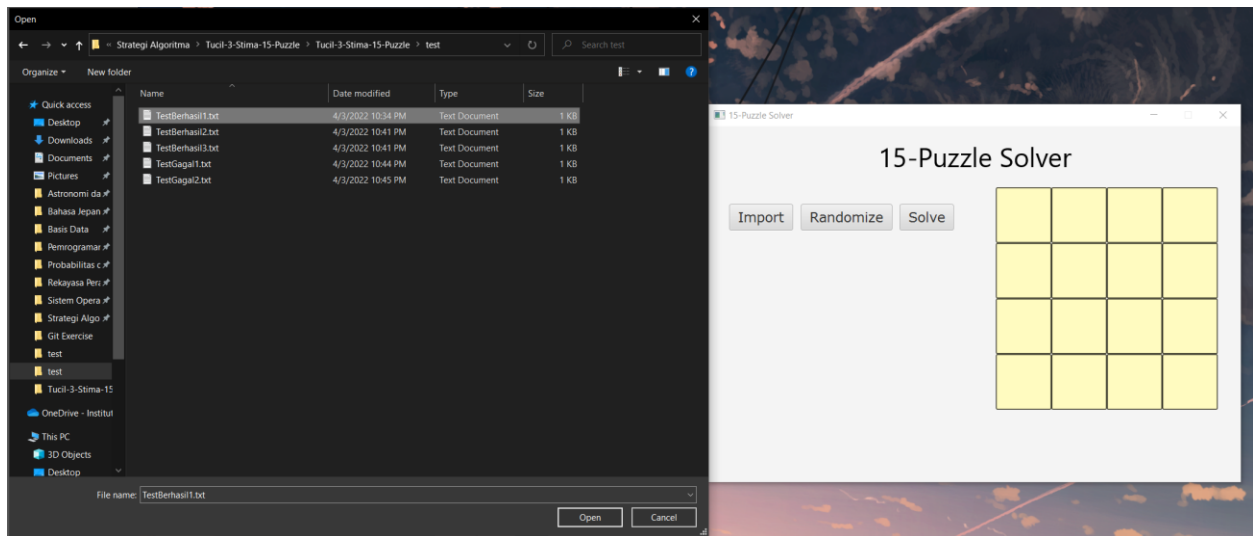 Open
« Strategi Algoritma > Tucil-3-Stima-15-Puzzle > Tucil-3-Stima-15-Puzzle > test
Search test
Organize
New folder
Name
Date modified
Type
Size
Quick access
Desktop
Downloads
Documents
Pictures
Astronomi da
Bahasa Jepan
Basis Data
Pemrogramar
Probabilitas c
Rekayasa Per
Sistem Opera
Strategi Algo
Git Exercise
test
test
Tucil-3-Stima-15
OneDrive - Institut
This PC
3D Objects
Desktop
TestBerhasil1.txt 4/3/2022 10:34 PM Text Document 1 KB
TestBerhasil2.txt 4/3/2022 10:41 PM Text Document 1 KB
TestBerhasil3.txt 4/3/2022 10:41 PM Text Document 1 KB
TestGagal1.txt 4/3/2022 10:44 PM Text Document 1 KB
TestGagal2.txt 4/3/2022 10:45 PM Text Document 1 KB
File name: TestBerhasil1.txt
Open
Cancel
15-Puzzle Solver
15-Puzzle Solver
Import
Randomize
Solve